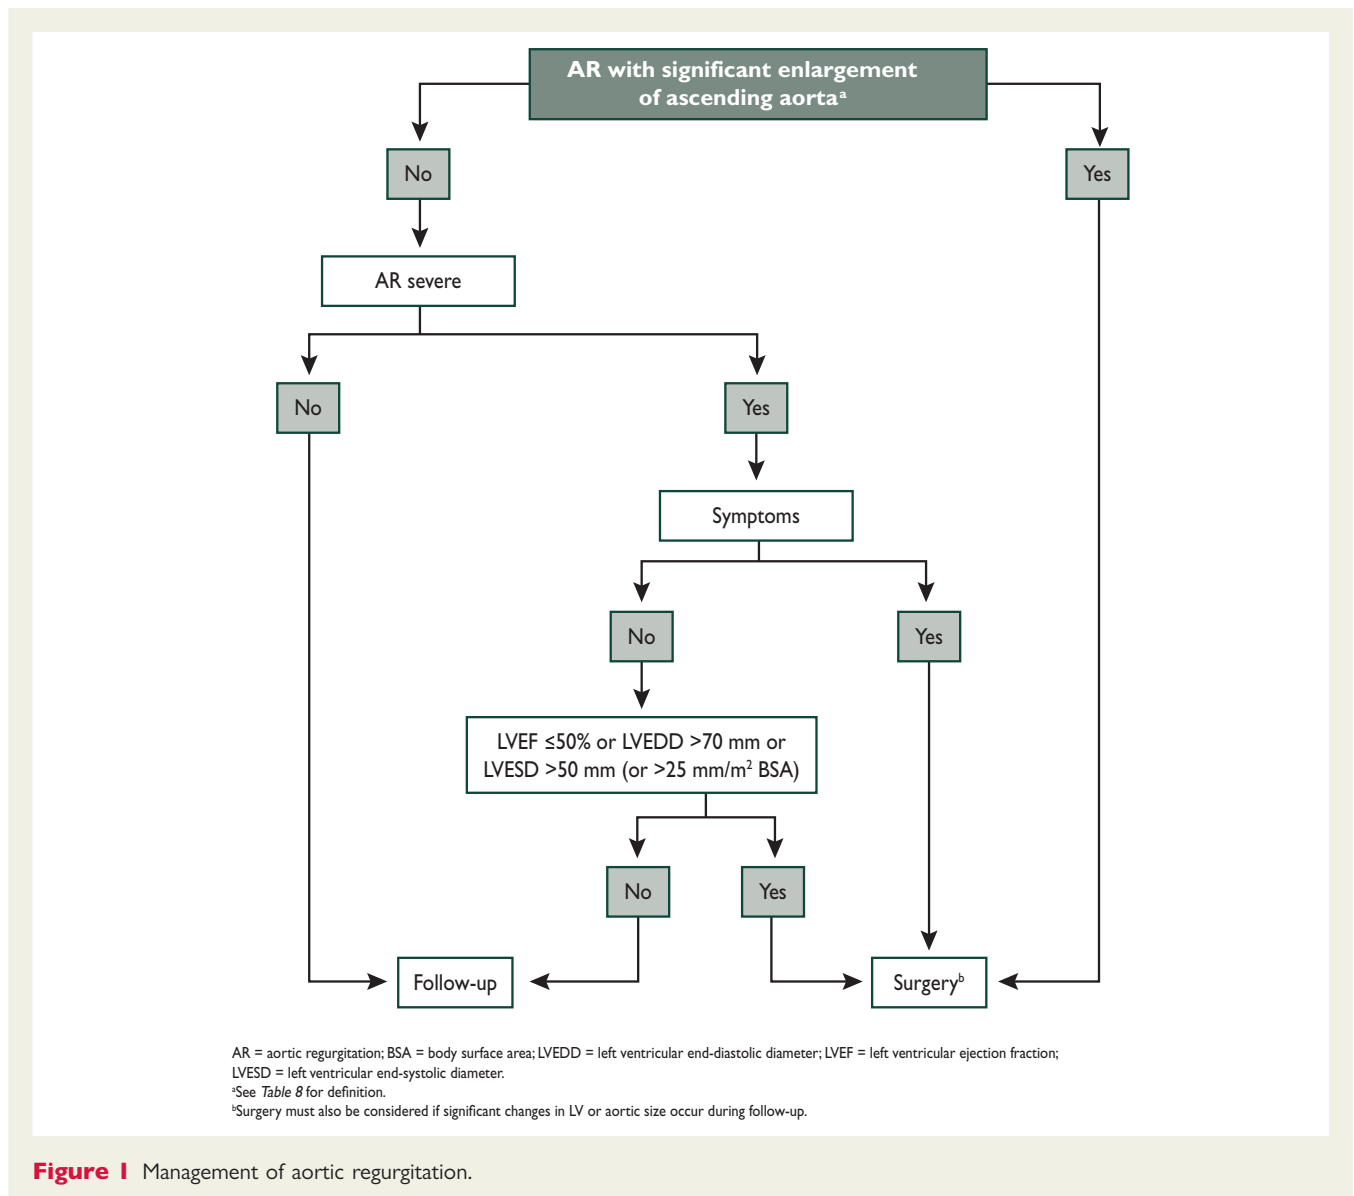 AR with significant enlargement
of ascending aortaᵃ
No
Yes
AR severe
No
Yes
Symptoms
No
Yes
LVEF ≤50% or LVEDD >70 mm or
LVESD >50 mm (or >25 mm/m² BSA)
No
Yes
Follow-up
Surgeryᵇ
AR = aortic regurgitation; BSA = body surface area; LVEDD = left ventricular end-diastolic diameter; LVEF = left ventricular ejection fraction;
LVESD = left ventricular end-systolic diameter.
ᵃSee Table 8 for definition.
ᵇSurgery must also be considered if significant changes in LV or aortic size occur during follow-up.
Figure 1 Management of aortic regurgitation.